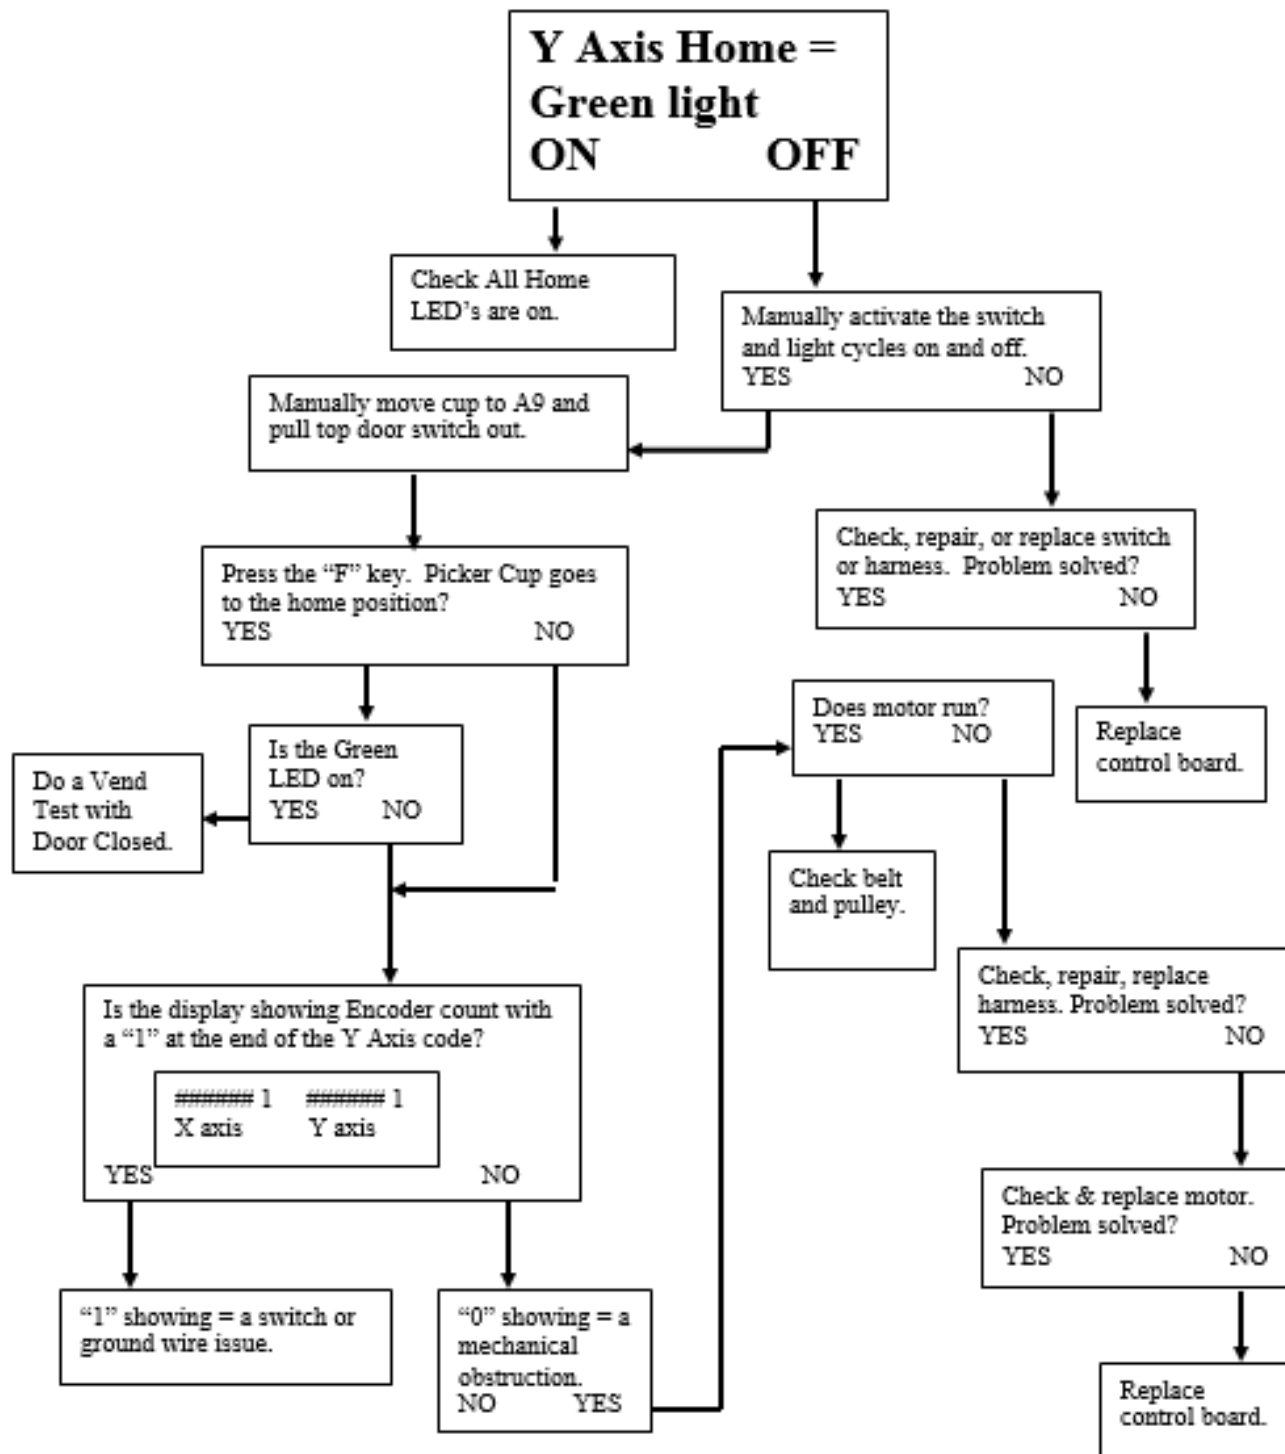 Y Axis Home =
Green light
ON OFF
Check All Home
LED's are on.
Manually activate the switch
and light cycles on and off.
YES NO
Manually move cup to A9 and
pull top door switch out.
Check, repair, or replace switch
or harness. Problem solved?
YES NO
Press the “F” key. Picker Cup goes
to the home position?
YES NO
Does motor run?
YES NO
Replace
control board.
Is the Green
LED on?
YES NO
Do a Vend
Test with
Door Closed.
Check belt
and pulley.
Check, repair, replace
harness. Problem solved?
YES NO
Is the display showing Encoder count with
a “1” at the end of the Y Axis code?
###### 1 ###### 1
X axis Y axis
YES NO
Check & replace motor.
Problem solved?
YES NO
“1” showing = a switch or
ground wire issue.
“0” showing = a
mechanical
obstruction.
NO YES
Replace
control board.